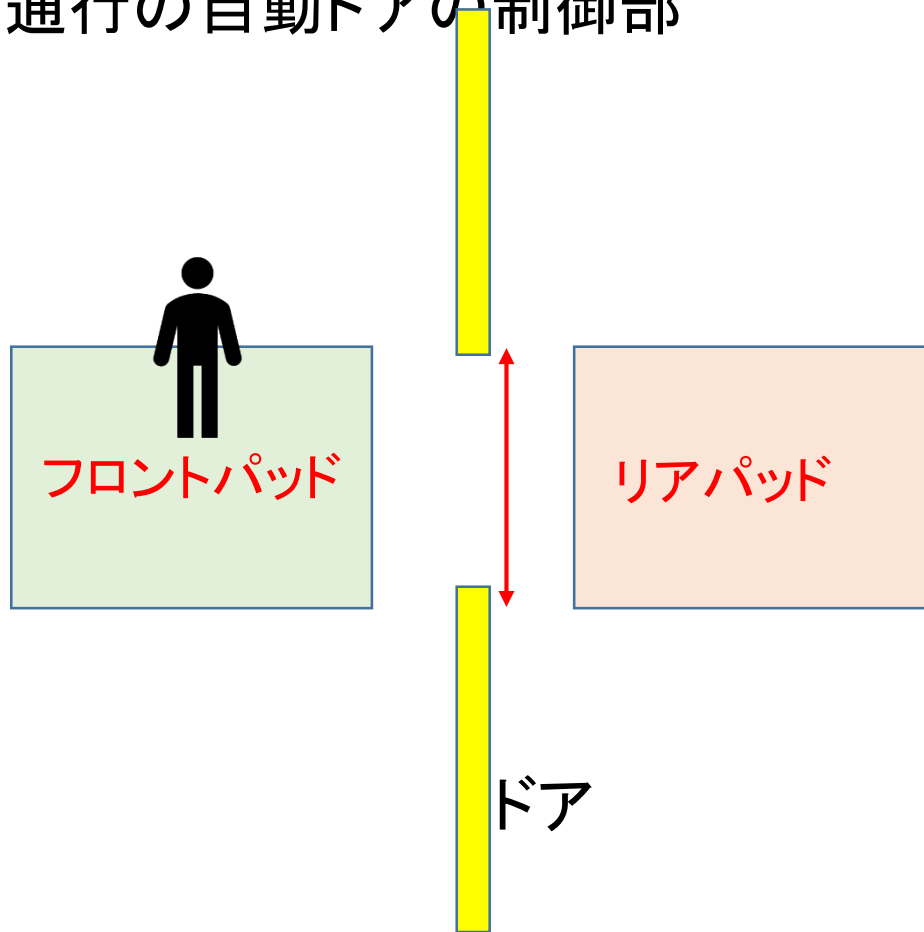 通行の自動ドアの制御部
フロントパッド
リアパッド
ドア